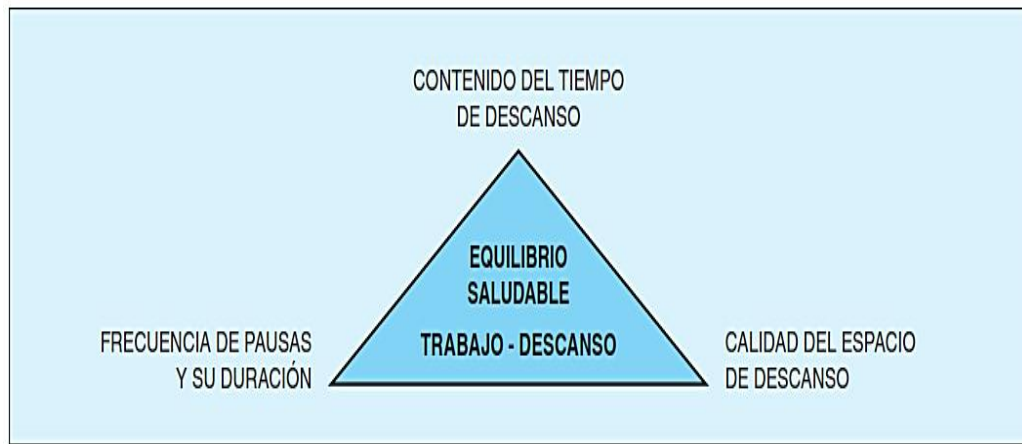 CONTENIDO DEL TIEMPO
DE DESCANSO
EQUILIBRIO
SALUDABLE
TRABAJO - DESCANSO
FRECUENCIA DE PAUSAS
Y SU DURACIÓN
CALIDAD DEL ESPACIO
DE DESCANSO